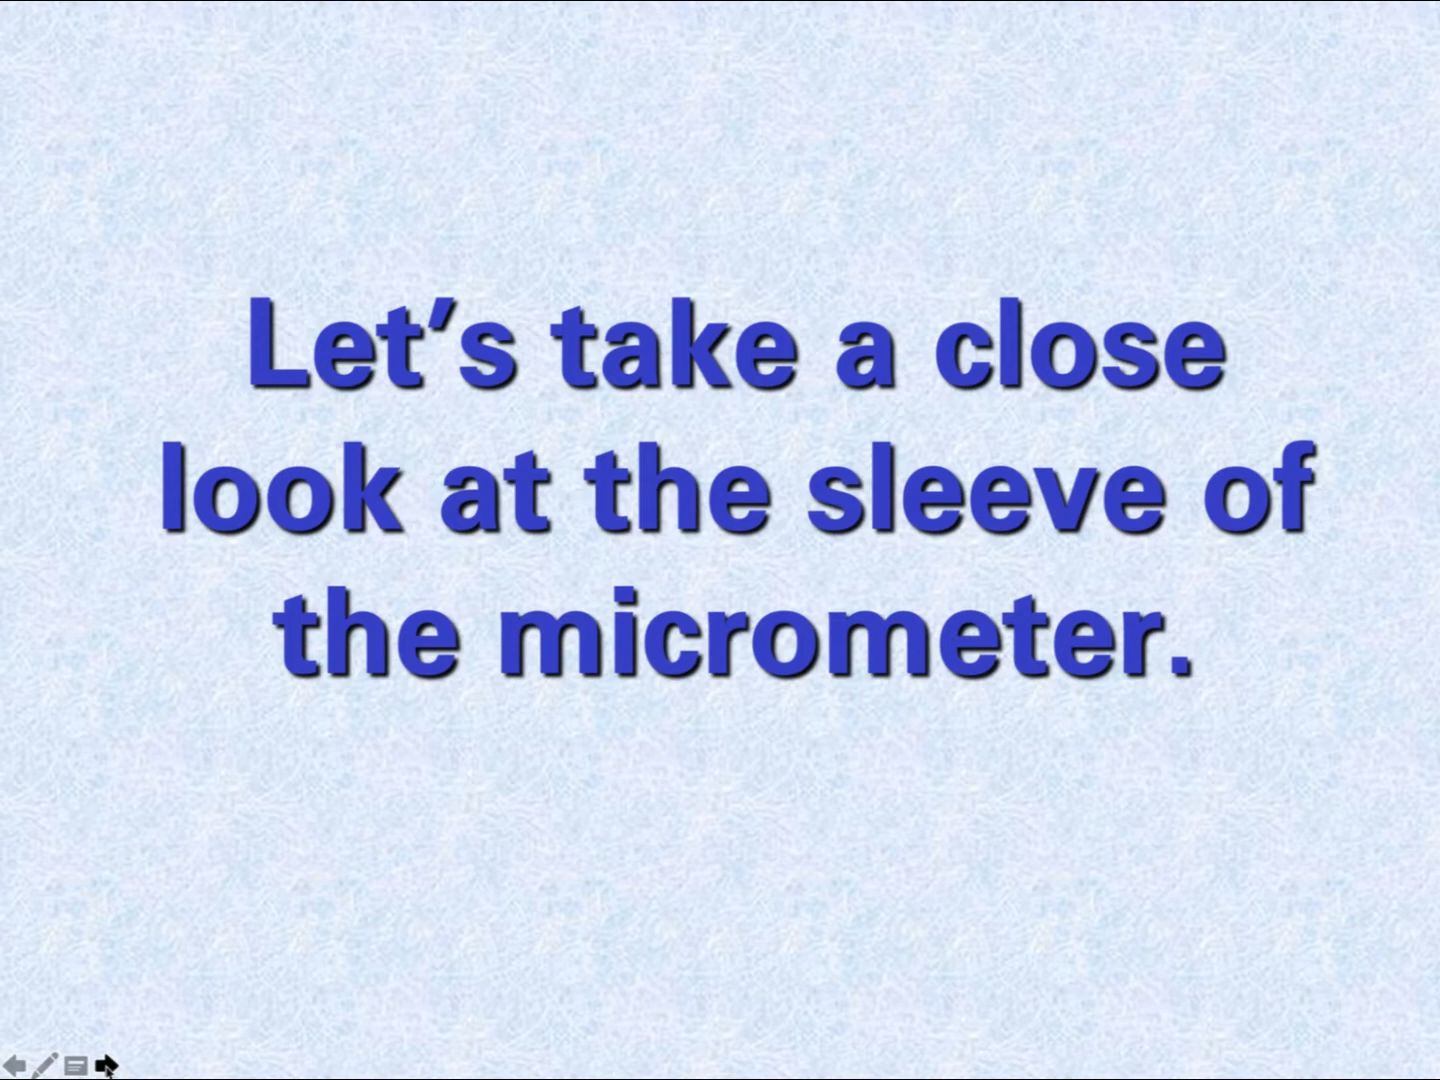 Let’s take a close
look at the sleeve of
the micrometer.